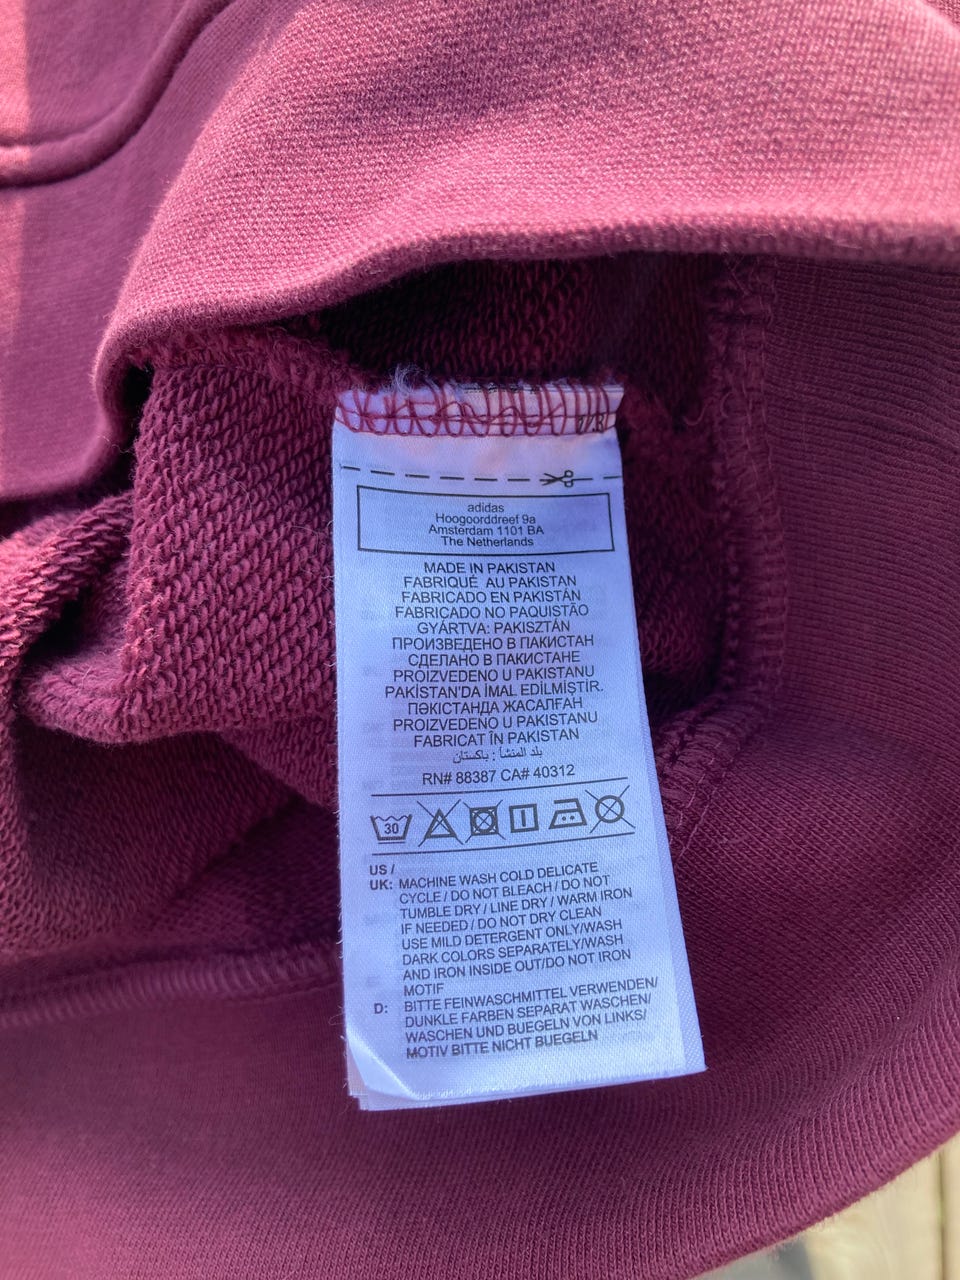 adidas
Hoogoorddreef 9a
Amsterdam 1101 BA
The Netherlands
MADE IN PAKISTAN
FABRIQUÉ AU PAKISTAN
FABRICADO EN PAKISTÁN
FABRICADO NO PAQUISTÃO
GYÁRTVA: PAKISZTÁN
ПРОИЗВЕДЕНО В ПАКИСТАН
СДЕЛАНО В ПАКИСТАНЕ
PROIZVEDENO U PAKISTANU
PAKİSTAN'DA İMAL EDİLMİŞTİR.
ПӘКІСТАНДА ЖАСАЛҒАН
PROIZVEDENO U PAKISTANU
FABRICAT ÎN PAKISTAN
بلد المنشأ : باكستان
RN# 88387 CA# 40312
30
US /
UK: MACHINE WASH COLD DELICATE
CYCLE / DO NOT BLEACH / DO NOT
TUMBLE DRY / LINE DRY / WARM IRON
IF NEEDED / DO NOT DRY CLEAN
USE MILD DETERGENT ONLY/WASH
DARK COLORS SEPARATELY/WASH
AND IRON INSIDE OUT/DO NOT IRON
MOTIF
D: BITTE FEINWASCHMITTEL VERWENDEN/
DUNKLE FARBEN SEPARAT WASCHEN/
WASCHEN UND BUEGELN VON LINKS/
MOTIV BITTE NICHT BUEGELN